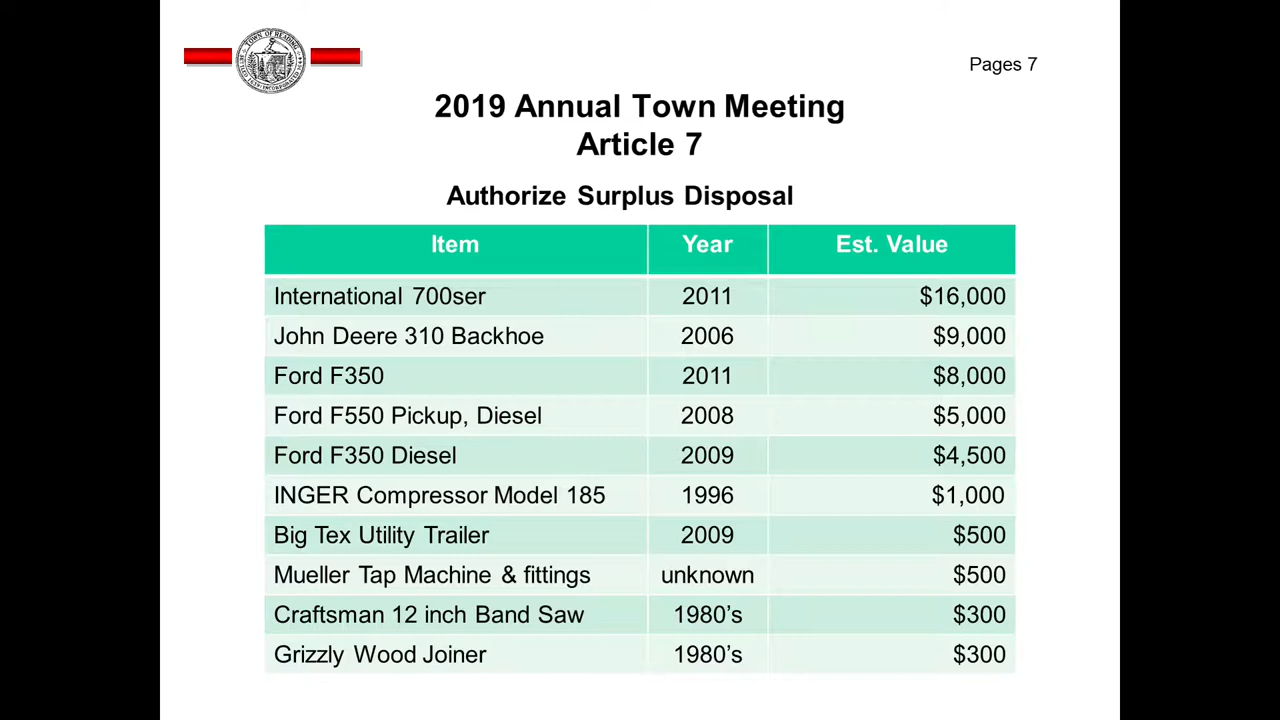 TOWN OF READING
Pages 7
2019 Annual Town Meeting
Article 7
Authorize Surplus Disposal
Item Year Est. Value
International 700ser 2011 $16,000
John Deere 310 Backhoe 2006 $9,000
Ford F350 2011 $8,000
Ford F550 Pickup, Diesel 2008 $5,000
Ford F350 Diesel 2009 $4,500
INGER Compressor Model 185 1996 $1,000
Big Tex Utility Trailer 2009 $500
Mueller Tap Machine & fittings unknown $500
Craftsman 12 inch Band Saw 1980’s $300
Grizzly Wood Joiner 1980’s $300